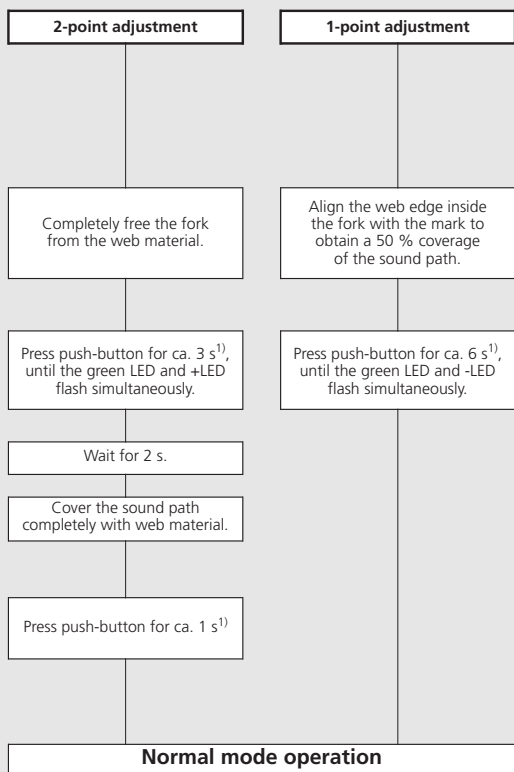 2-point adjustment
Completely free the fork
from the web material.
Press push-button for ca. 3 s1),
until the green LED and +LED
flash simultaneously.
Wait for 2 s.
Cover the sound path
completely with web material.
Press push-button for ca. 1 s1)
1-point adjustment
Align the web edge inside
the fork with the mark to
obtain a 50 % coverage
of the sound path.
Press push-button for ca. 6 s1),
until the green LED and -LED
flash simultaneously.
Normal mode operation